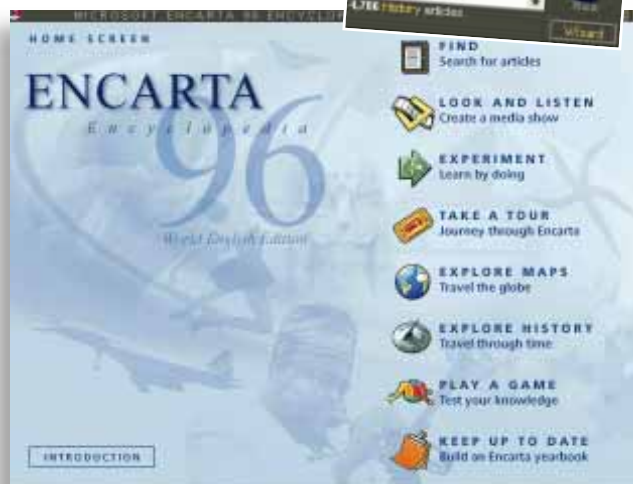 MICROSOFT ENCARTA 96 ENCYCLOP
4,786 History articles
Wizard
HOME SCREEN
ENCARTA
Encyclopedia
96
World English Edition
FIND
Search for articles
LOOK AND LISTEN
Create a media show
EXPERIMENT
Learn by doing
TAKE A TOUR
Journey through Encarta
EXPLORE MAPS
Travel the globe
EXPLORE HISTORY
Travel through time
PLAY A GAME
Test your knowledge
KEEP UP TO DATE
Build on Encarta yearbook
INTRODUCTION